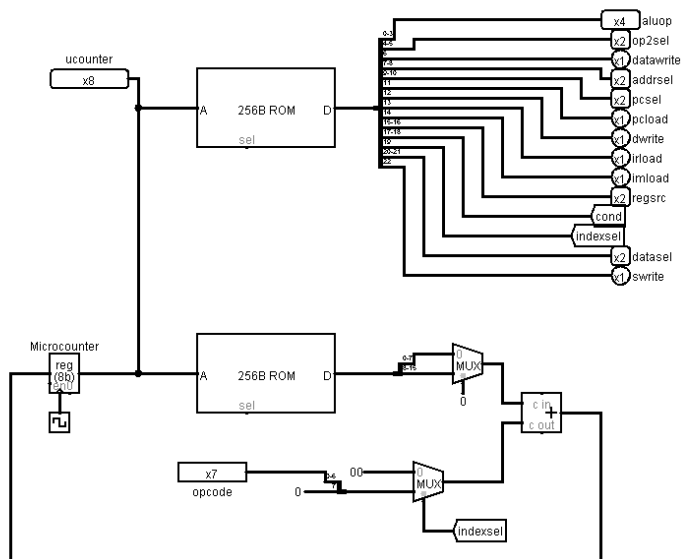 x4 aluop
0-3
ucounter
x8
4-5
x2 op2sel
6
x1 datawrite
7-8
x2 addrsel
9-10
x2 pcsel
11
x1 pcload
12
x1 dwrite
13
x1 irload
14
x1 imload
15-16
x2 regsrc
17-18
cond
19
indexsel
20-21
x2 datasel
22
x1 swrite
A 256B ROM D
sel
Microcounter
reg
(8b)
en0
A 256B ROM D
sel
0-7
8-15
0
MUX
0
c in
+
c out
x7
opcode
0-6
7
0
00
0
MUX
indexsel